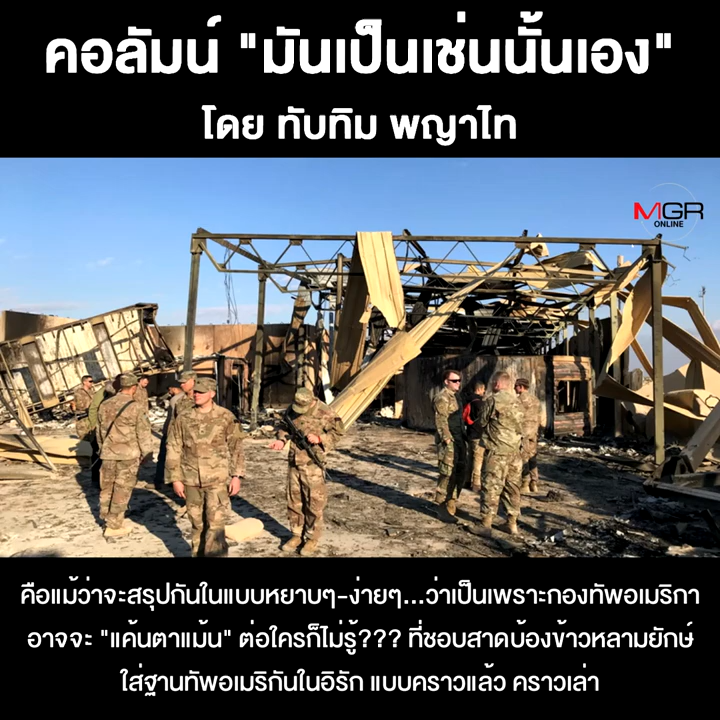 คอลัมน์ "มันเป็นเช่นนั้นเอง"
โดย ทับทิม พญาไท
MGR
ONLINE
คือแม้ว่าจะสรุปกันในแบบหยาบๆ-ง่ายๆ...ว่าเป็นเพราะกองทัพอเมริกา
อาจจะ "แค้นตาแม้น" ต่อใครก็ไม่รู้??? ที่ชอบสาดบ้องข้าวหลามยักษ์
ใส่ฐานทัพอเมริกันในอิรัก แบบคราวแล้ว คราวเล่า